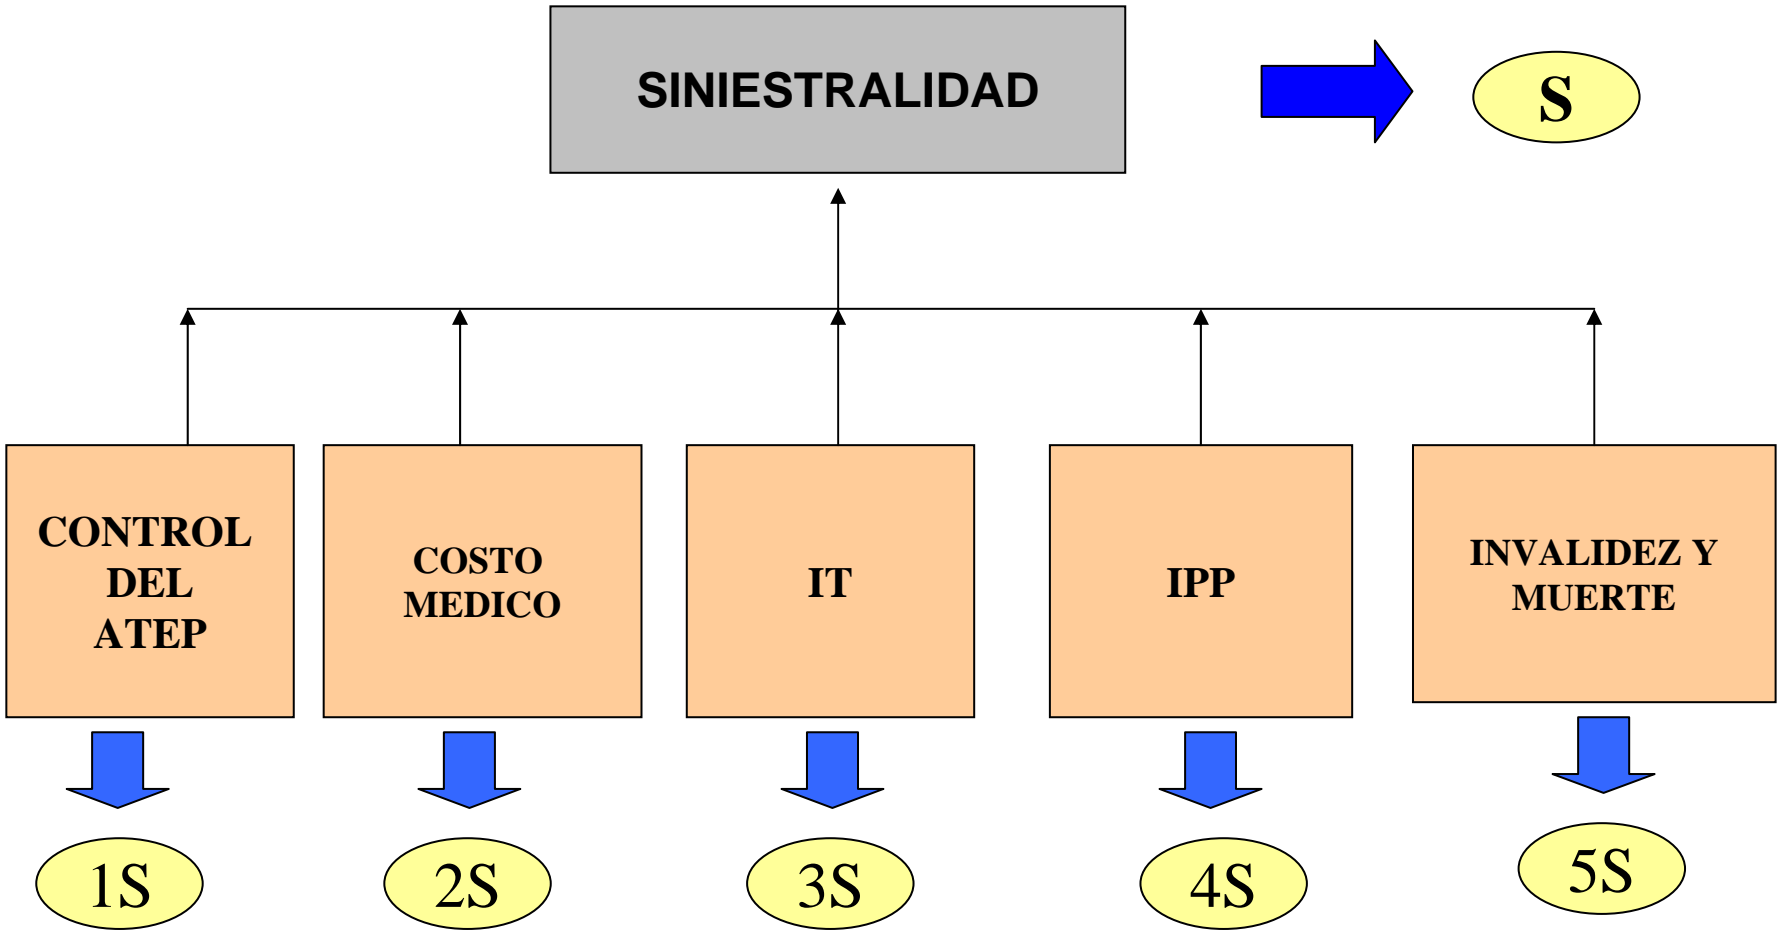 SINIESTRALIDAD
S
CONTROL
DEL
ATEP
COSTO
MEDICO
IT
IPP
INVALIDEZ Y
MUERTE
1S
2S
3S
4S
5S